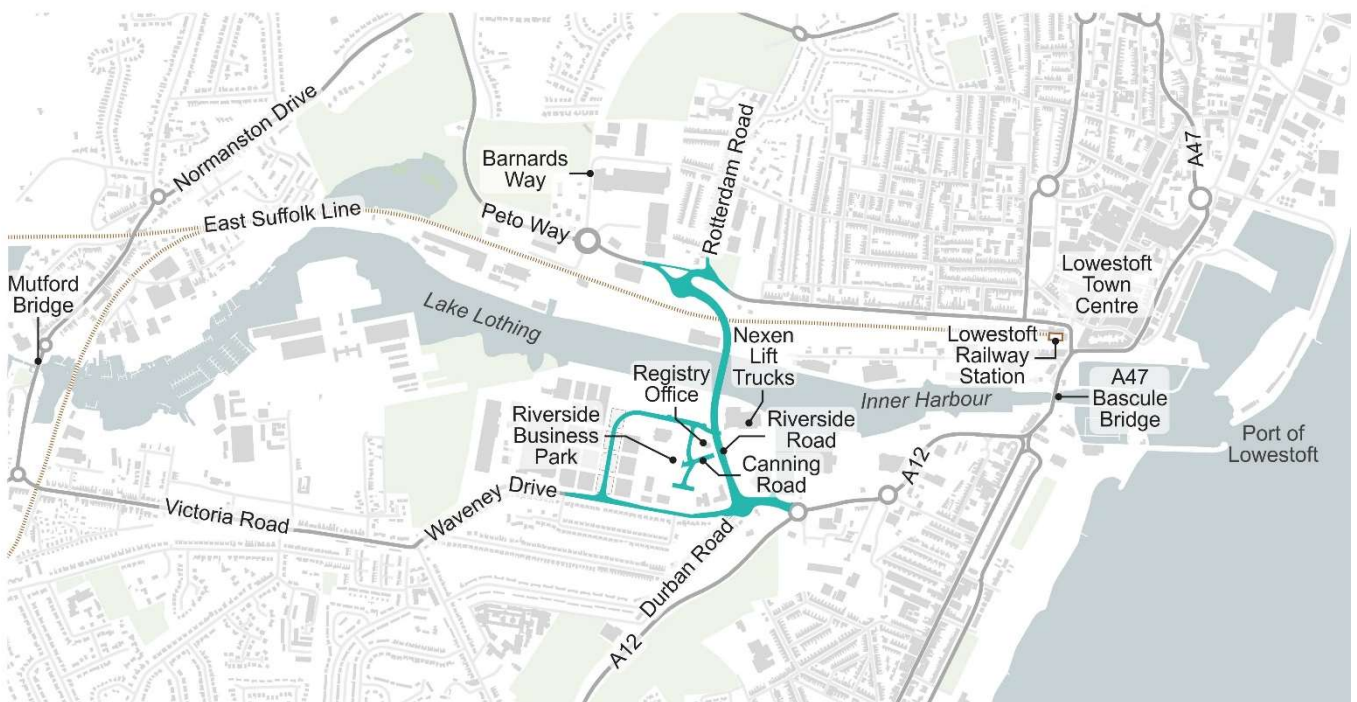 Normanston Drive
A47
Barnards
Way
Rotterdam Road
East Suffolk Line
Peto Way
Mutford
Bridge
Lowestoft
Town
Centre
Lake Lothing
Nexen
Lift
Trucks
Lowestoft
Railway
Station
Registry
Office
A47
Bascule
Bridge
Inner Harbour
Riverside
Business
Park
Riverside
Road
Port of
Lowestoft
Canning
Road
A12
Waveney Drive
Victoria Road
Durban Road
A12